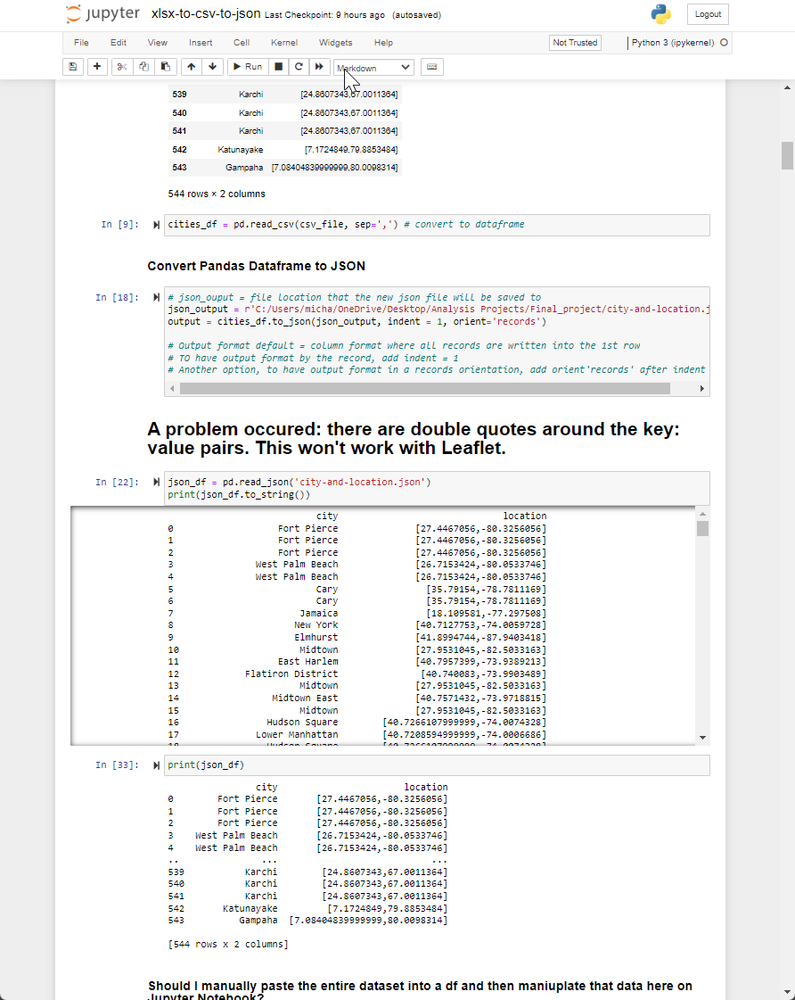 jupyter xlsx-to-csv-to-json Last Checkpoint: 9 hours ago (autosaved) Logout
File Edit View Insert Cell Kernel Widgets Help Not Trusted Python 3 (ipykernel)
Run Markdown
539 Karchi [24.8607343,67.0011364]
540 Karchi [24.8607343,67.0011364]
541 Karchi [24.8607343,67.0011364]
542 Katunayake [7.1724849,79.8853484]
543 Gampaha [7.08404839999999,80.0098314]
544 rows × 2 columns
In [9]: cities_df = pd.read_csv(csv_file, sep=',') # convert to dataframe
Convert Pandas Dataframe to JSON
In [18]: # json_ouput = file location that the new json file will be saved to
json_output = r'C:/Users/micha/OneDrive/Desktop/Analysis Projects/Final_project/city-and-location.j
output = cities_df.to_json(json_output, indent = 1, orient='records')
# Output format default = column format where all records are written into the 1st row
# TO have output format by the record, add indent = 1
# Another option, to have output format in a records orientation, add orient'records' after indent
A problem occured: there are double quotes around the key:
value pairs. This won't work with Leaflet.
In [22]: json_df = pd.read_json('city-and-location.json')
print(json_df.to_string())
city location
0 Fort Pierce [27.4467056,-80.3256056]
1 Fort Pierce [27.4467056,-80.3256056]
2 Fort Pierce [27.4467056,-80.3256056]
3 West Palm Beach [26.7153424,-80.0533746]
4 West Palm Beach [26.7153424,-80.0533746]
5 Cary [35.79154,-78.7811169]
6 Cary [35.79154,-78.7811169]
7 Jamaica [18.109581,-77.297508]
8 New York [40.7127753,-74.0059728]
9 Elmhurst [41.8994744,-87.9403418]
10 Midtown [27.9531045,-82.5033163]
11 East Harlem [40.7957399,-73.9389213]
12 Flatiron District [40.740083,-73.9903489]
13 Midtown [27.9531045,-82.5033163]
14 Midtown East [40.7571432,-73.9718815]
15 Midtown [27.9531045,-82.5033163]
16 Hudson Square [40.7266107999999,-74.0074328]
17 Lower Manhattan [40.7208594999999,-74.0006686]
18 Hudson Square [40.7266107999999,-74.0074328]
In [33]: print(json_df)
city location
0 Fort Pierce [27.4467056,-80.3256056]
1 Fort Pierce [27.4467056,-80.3256056]
2 Fort Pierce [27.4467056,-80.3256056]
3 West Palm Beach [26.7153424,-80.0533746]
4 West Palm Beach [26.7153424,-80.0533746]
.. ... ...
539 Karchi [24.8607343,67.0011364]
540 Karchi [24.8607343,67.0011364]
541 Karchi [24.8607343,67.0011364]
542 Katunayake [7.1724849,79.8853484]
543 Gampaha [7.08404839999999,80.0098314]
[544 rows x 2 columns]
Should I manually paste the entire dataset into a df and then maniuplate that data here on
Jupyter Notebook?